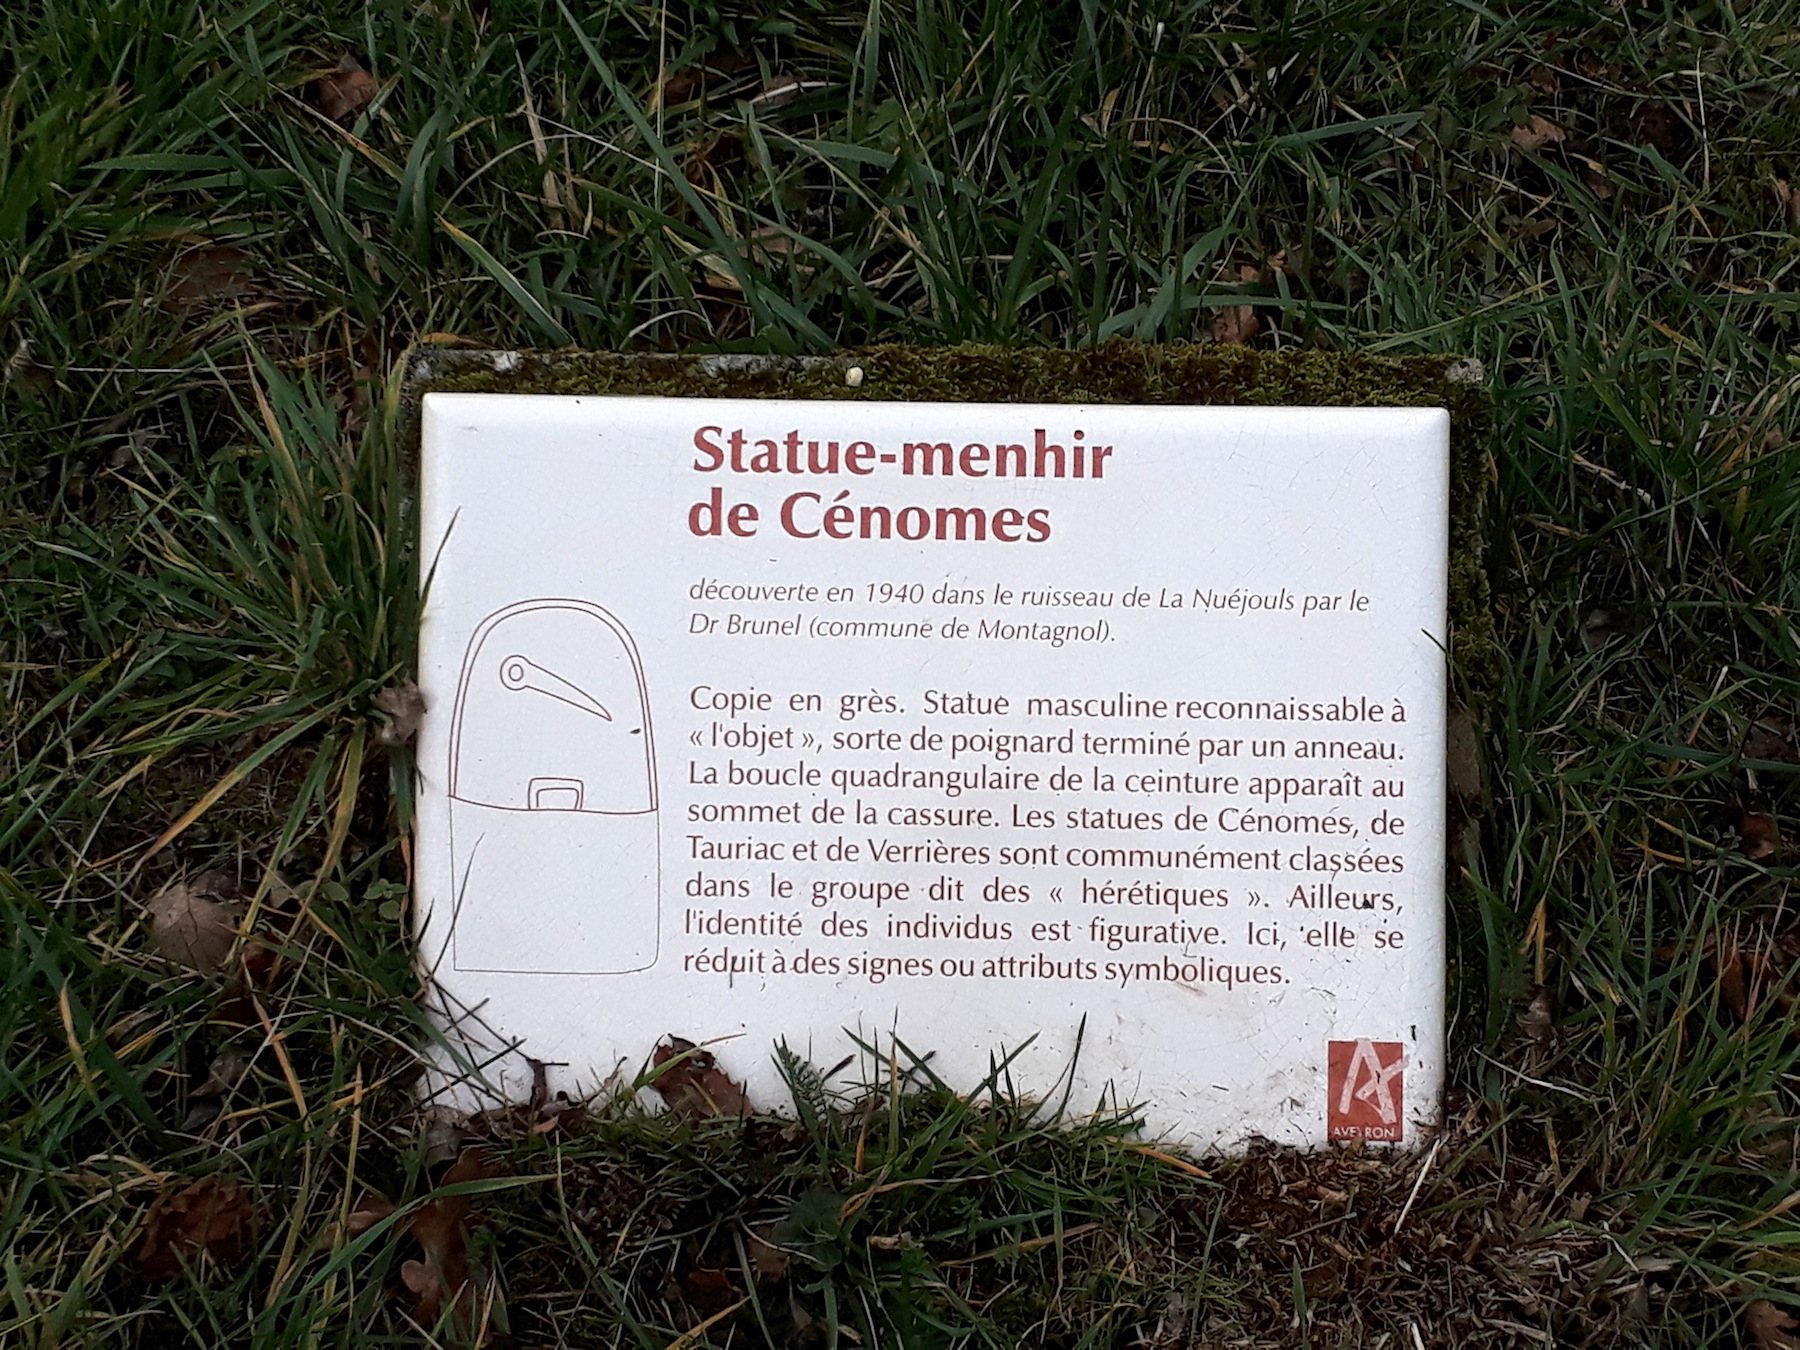 Statue-menhir
de Cénomes
découverte en 1940 dans le ruisseau de La Nuéjouls par le
Dr Brunel (commune de Montagnol).
Copie en grès. Statue masculine reconnaissable à
« l'objet », sorte de poignard terminé par un anneau.
La boucle quadrangulaire de la ceinture apparaît au
sommet de la cassure. Les statues de Cénomes, de
Tauriac et de Verrières sont communément classées
dans le groupe dit des « hérétiques ». Ailleurs,
l'identité des individus est figurative. Ici, elle se
réduit à des signes ou attributs symboliques.
AVEYRON